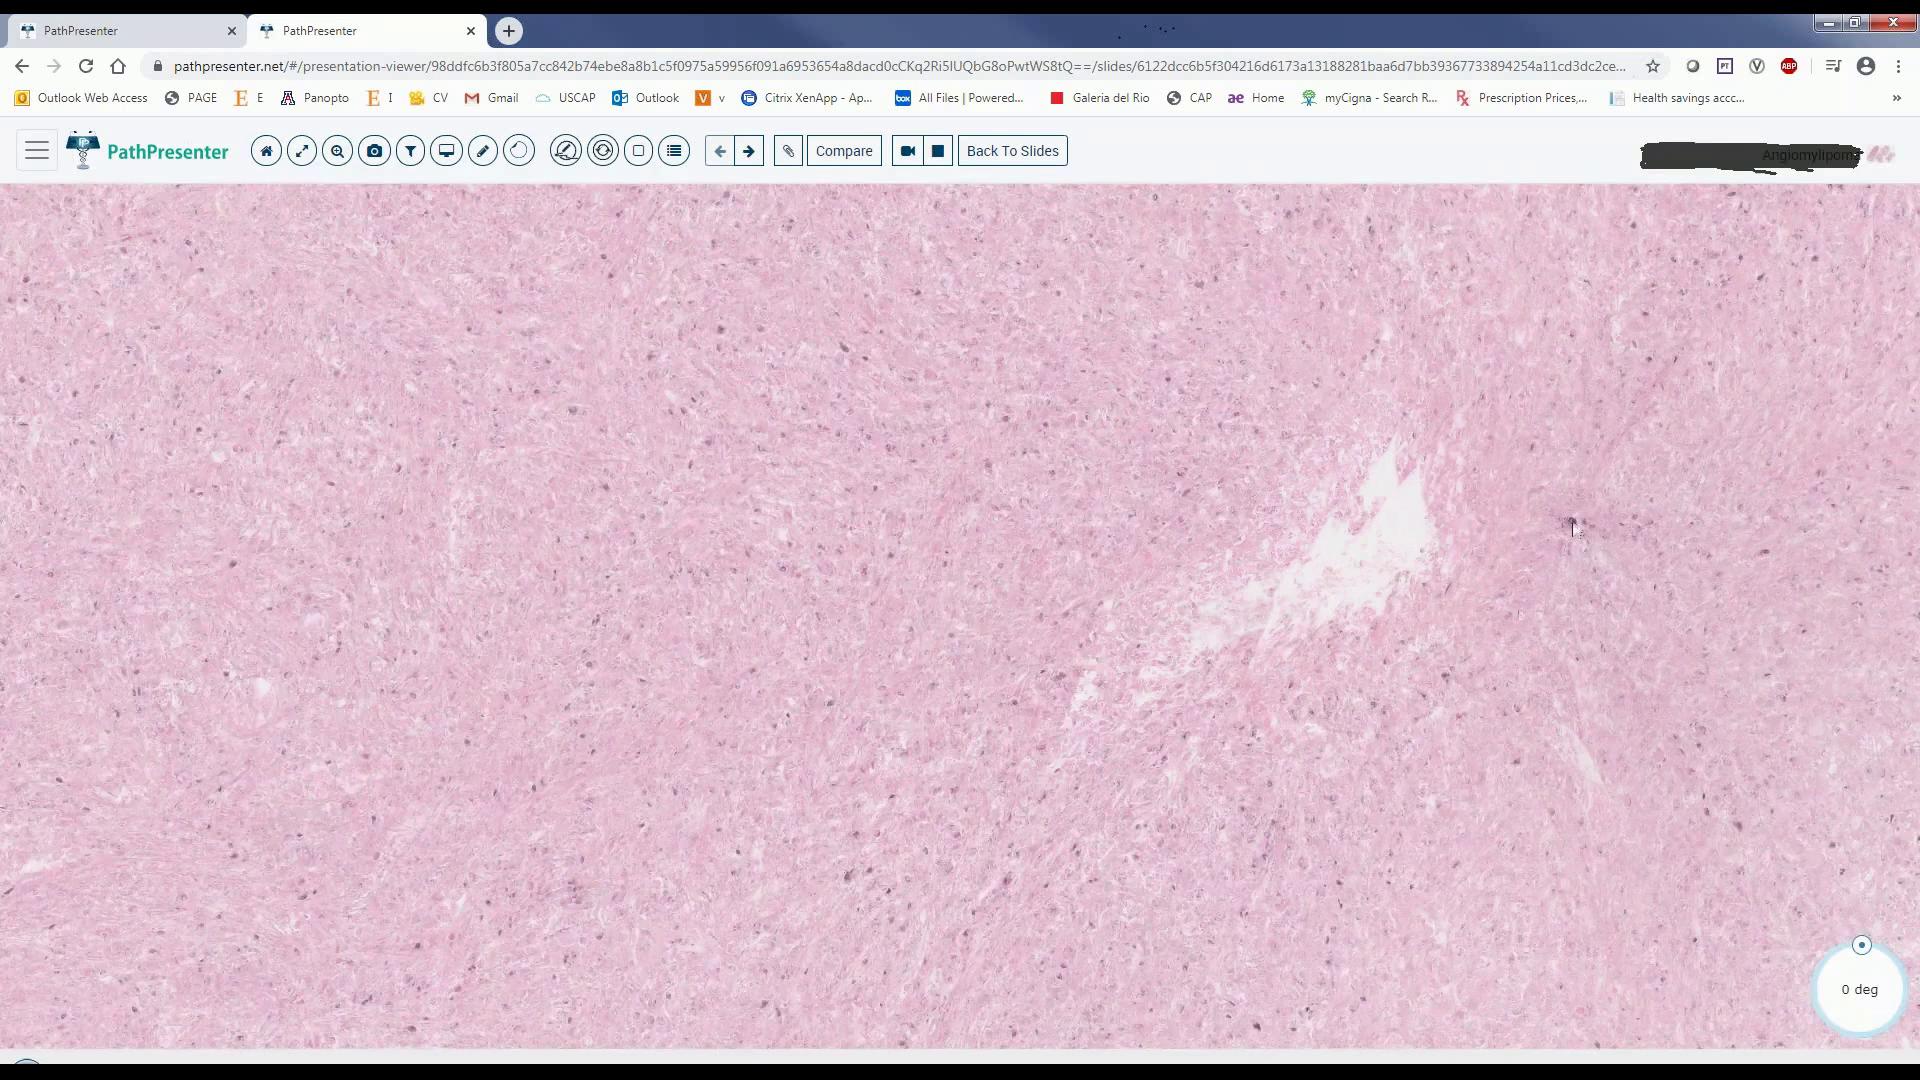 PathPresenter
PathPresenter
pathpresenter.net/#/presentation-viewer/98ddfc6b3f805a7cc842b74ebe8a8b1c5f0975a59956f091a6953654a8dacd0cCKq2Ri5lUQbG8oPwtWS8tQ==/slides/6122dcc6b5f304216d6173a13188281baa6d7bb39367733894254a11cd3dc2ce...
Outlook Web Access PAGE E Panopto I CV Gmail USCAP Outlook v Citrix XenApp - Ap... All Files | Powered... Galeria del Rio CAP Home myCigna - Search R... Prescription Prices,... Health savings accc...
PathPresenter Compare Back To Slides Angiomylipoma
0 deg